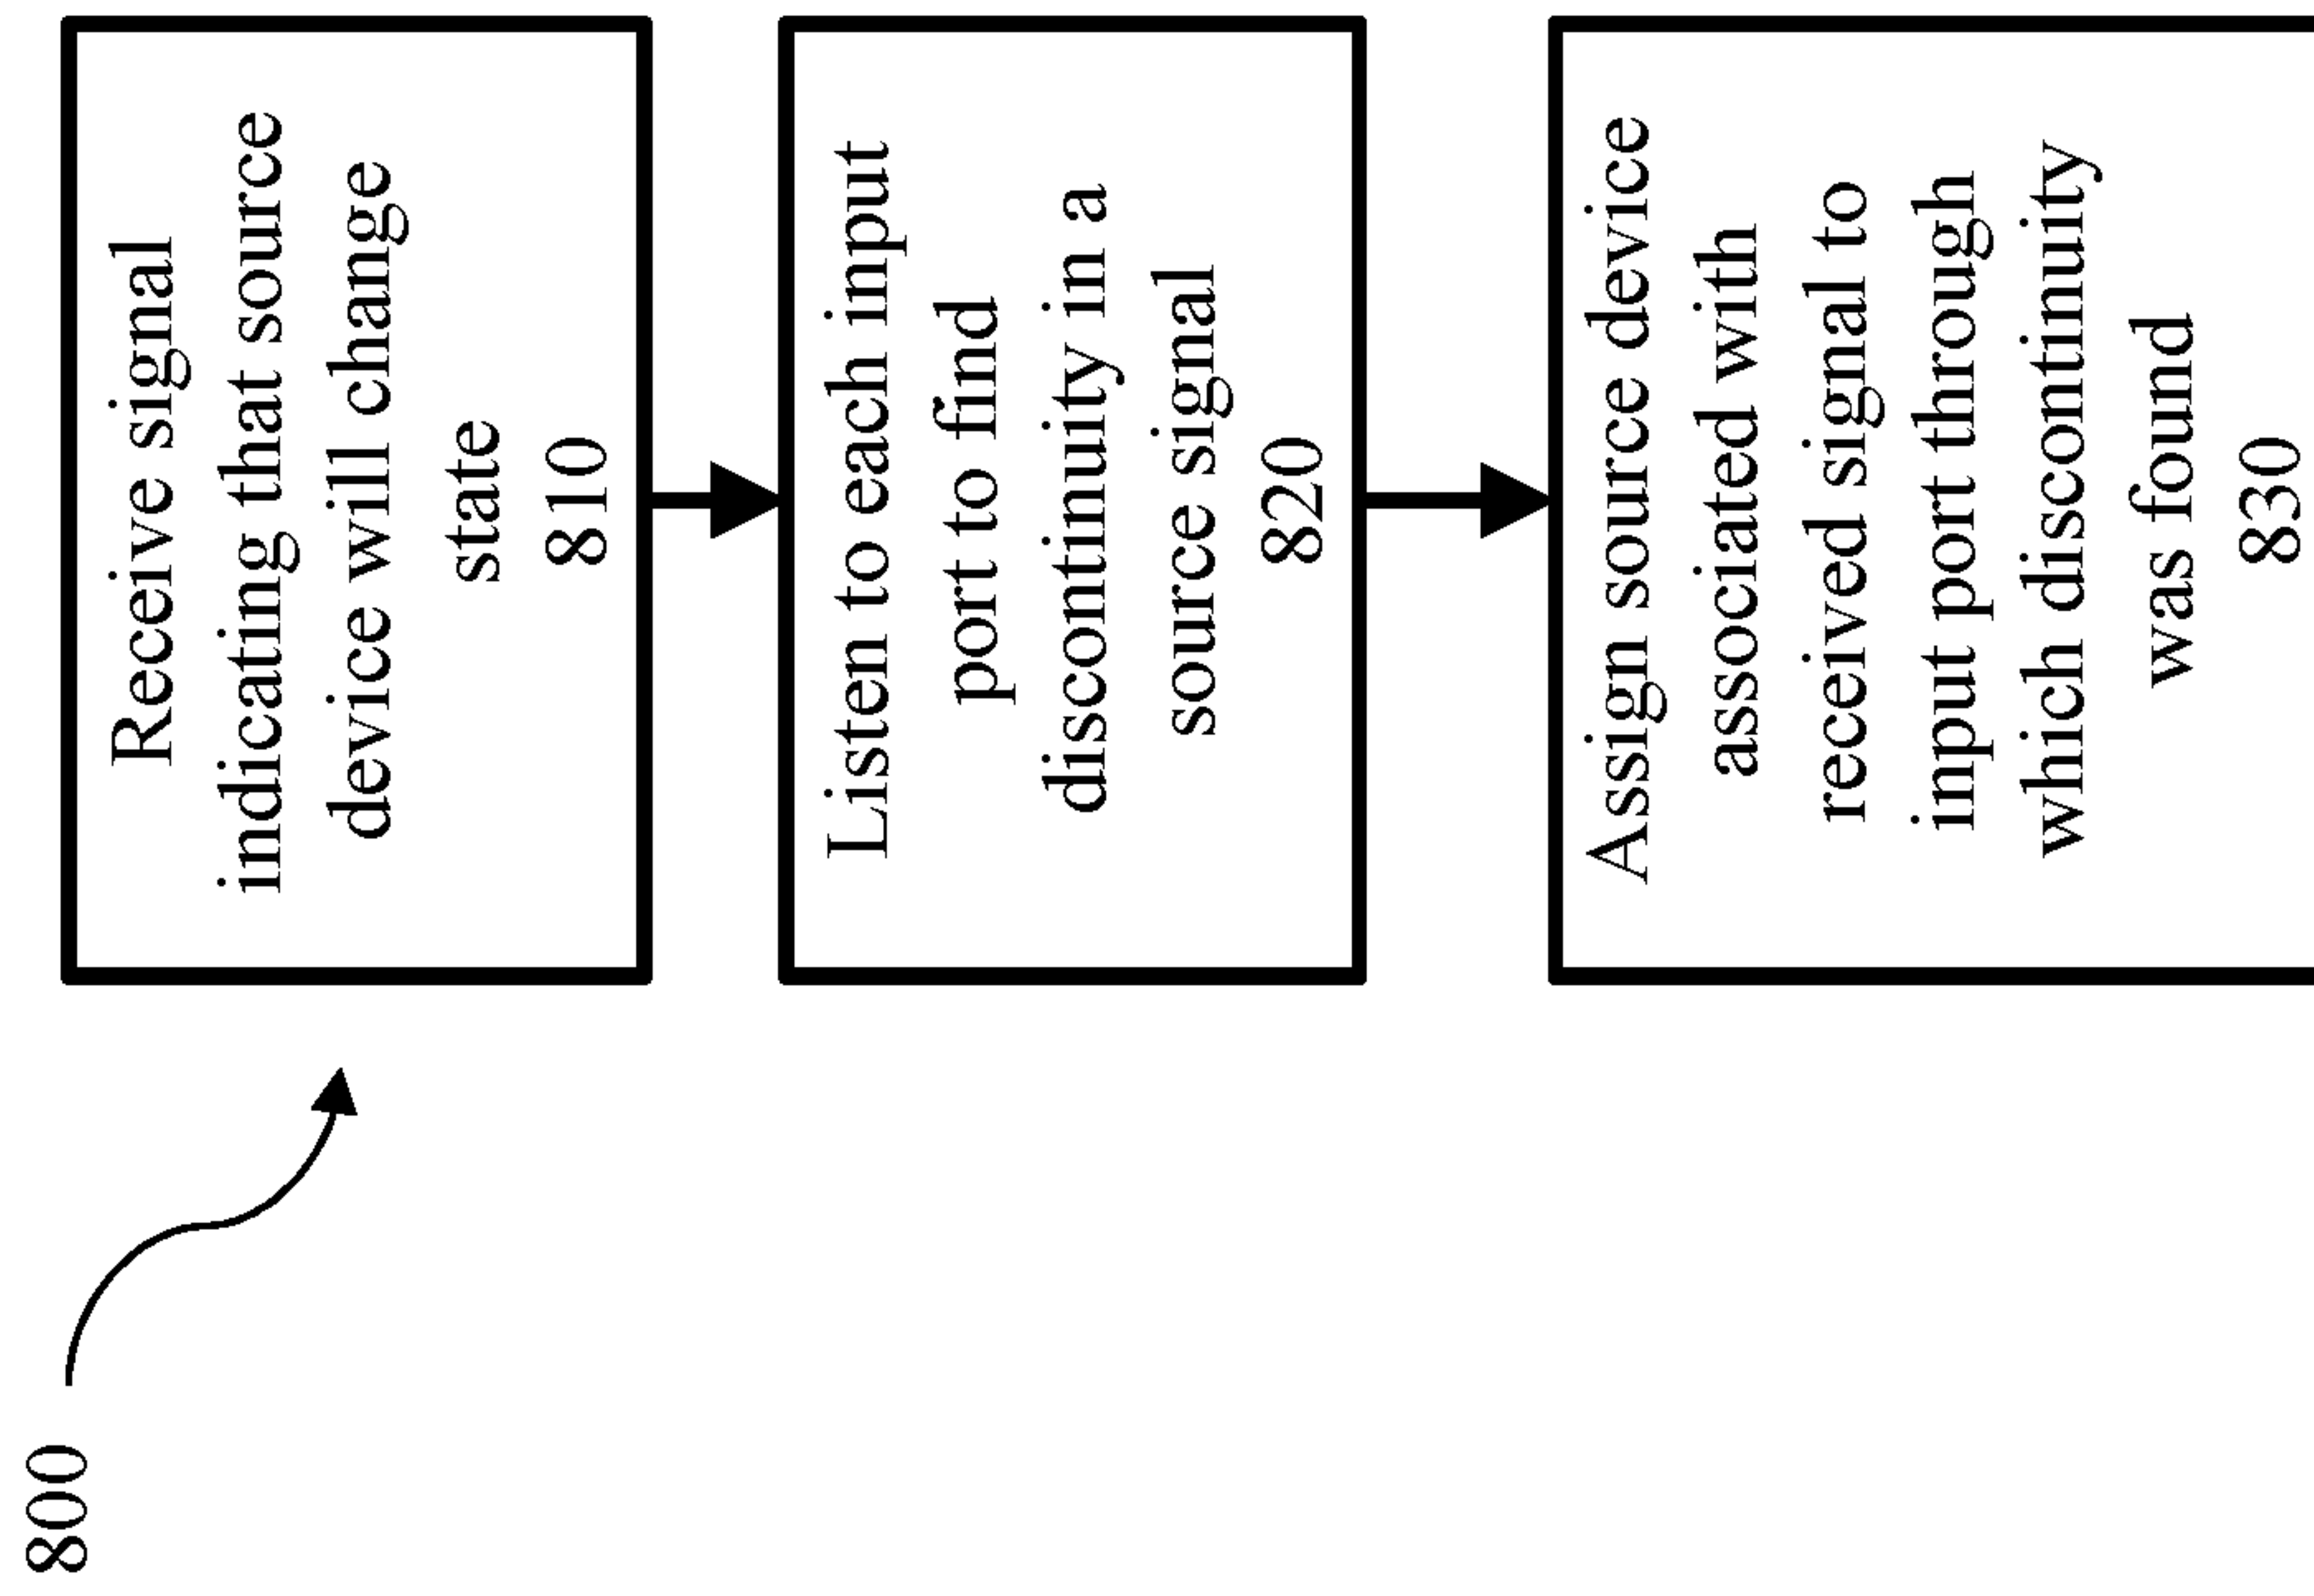 800
Receive signal
indicating that source
device will change
state
810
Listen to each input
port to find
discontinuity in a
source signal
820
Assign source device
associated with
received signal to
input port through
which discontinuity
was found
830